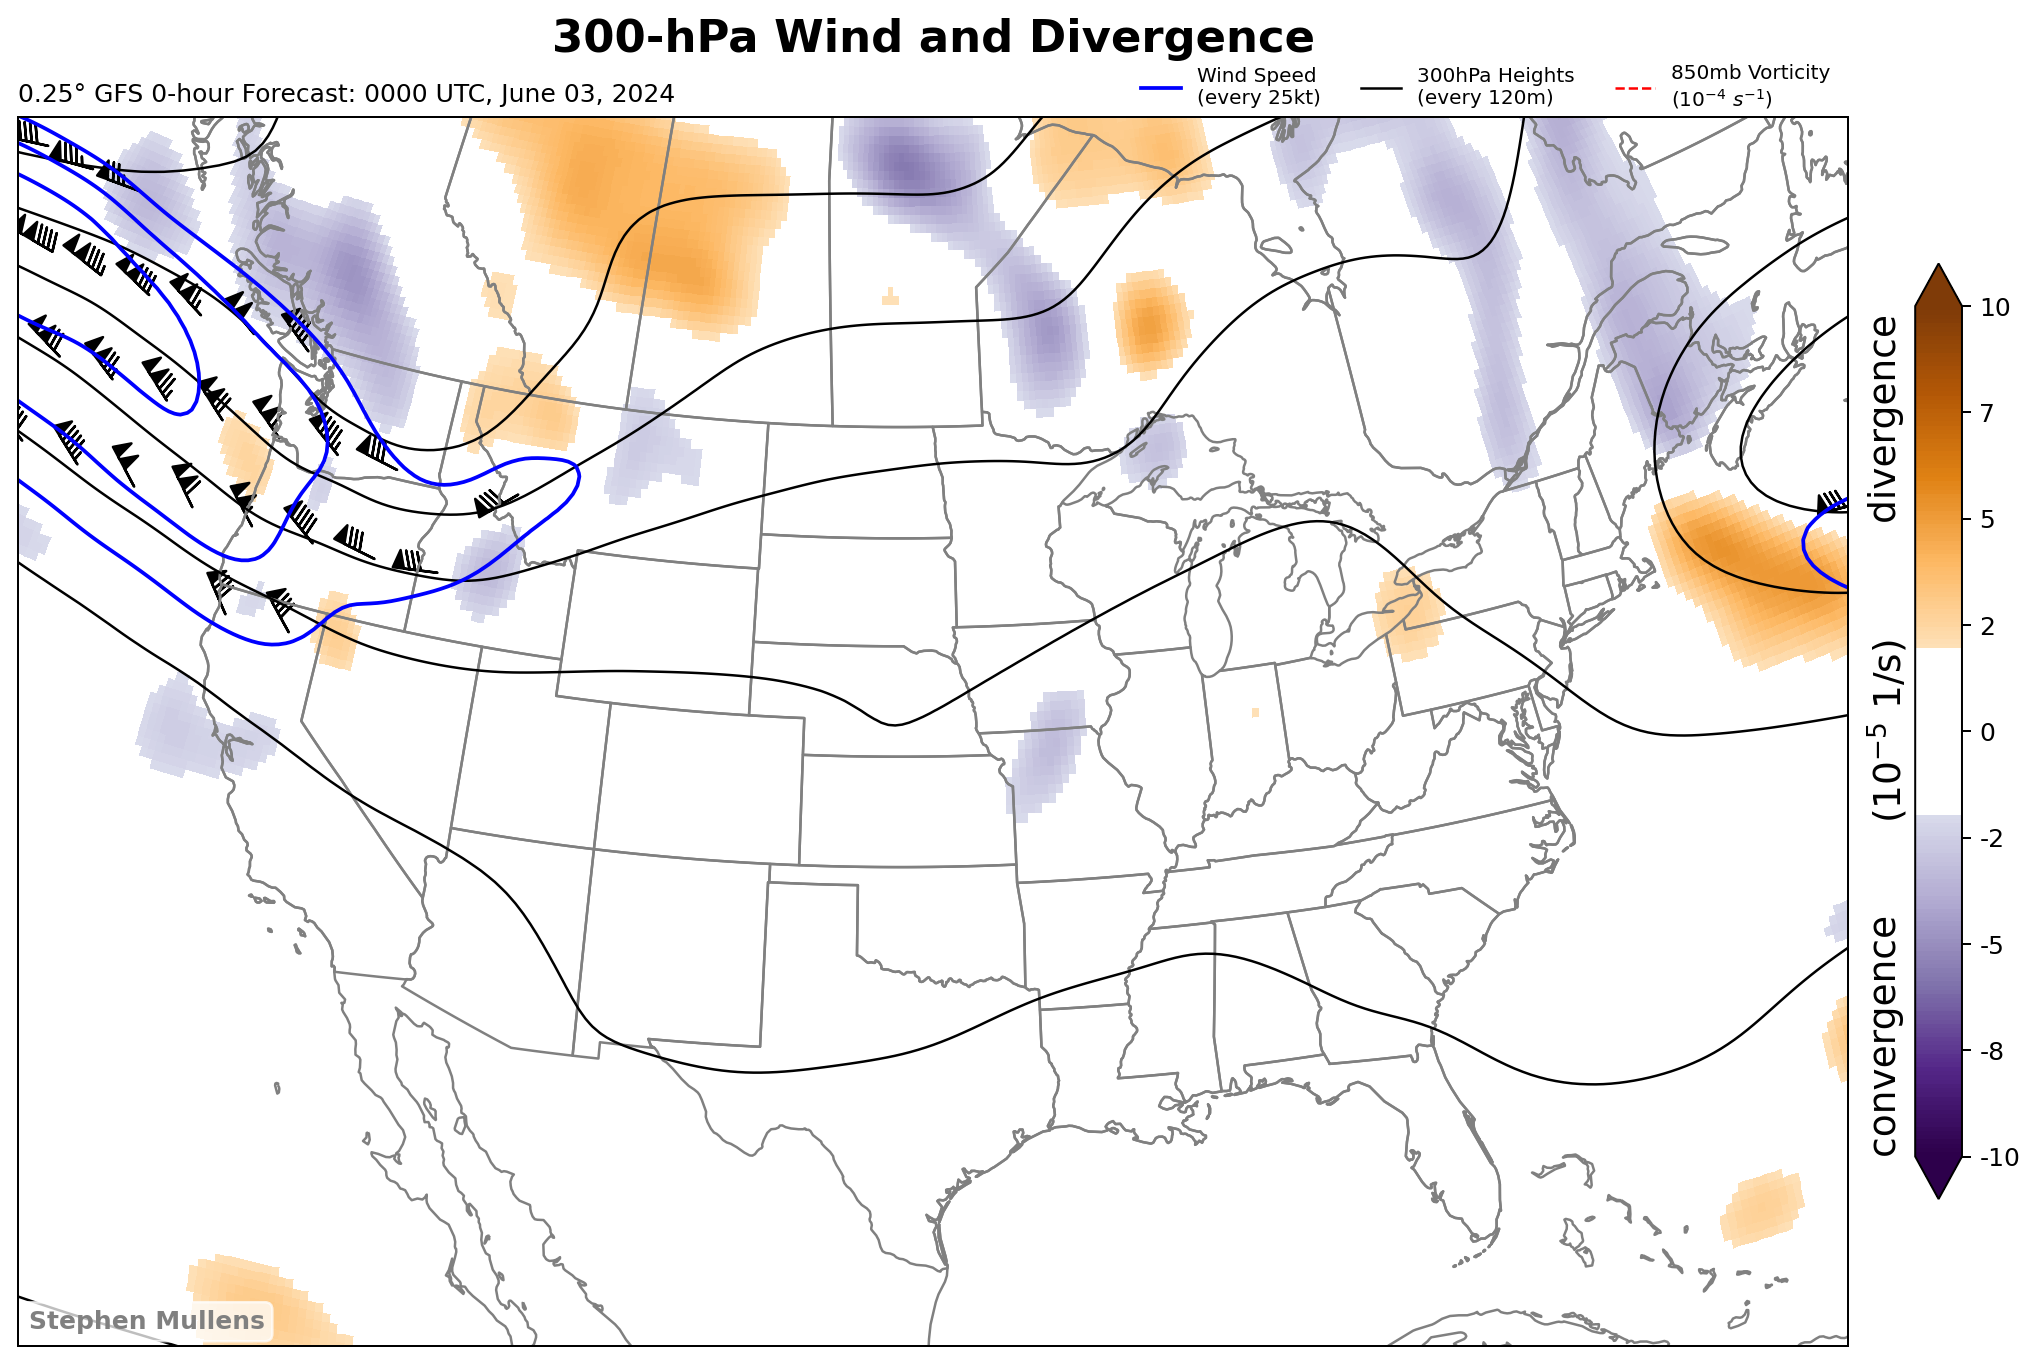 300-hPa Wind and Divergence
0.25° GFS 0-hour Forecast: 0000 UTC, June 03, 2024
Wind Speed
(every 25kt)
300hPa Heights
(every 120m)
850mb Vorticity
(10⁻⁴ s⁻¹)
10
7
5
2
0
-2
-5
-8
-10
convergence (10⁻⁵ 1/s) divergence
Stephen Mullens